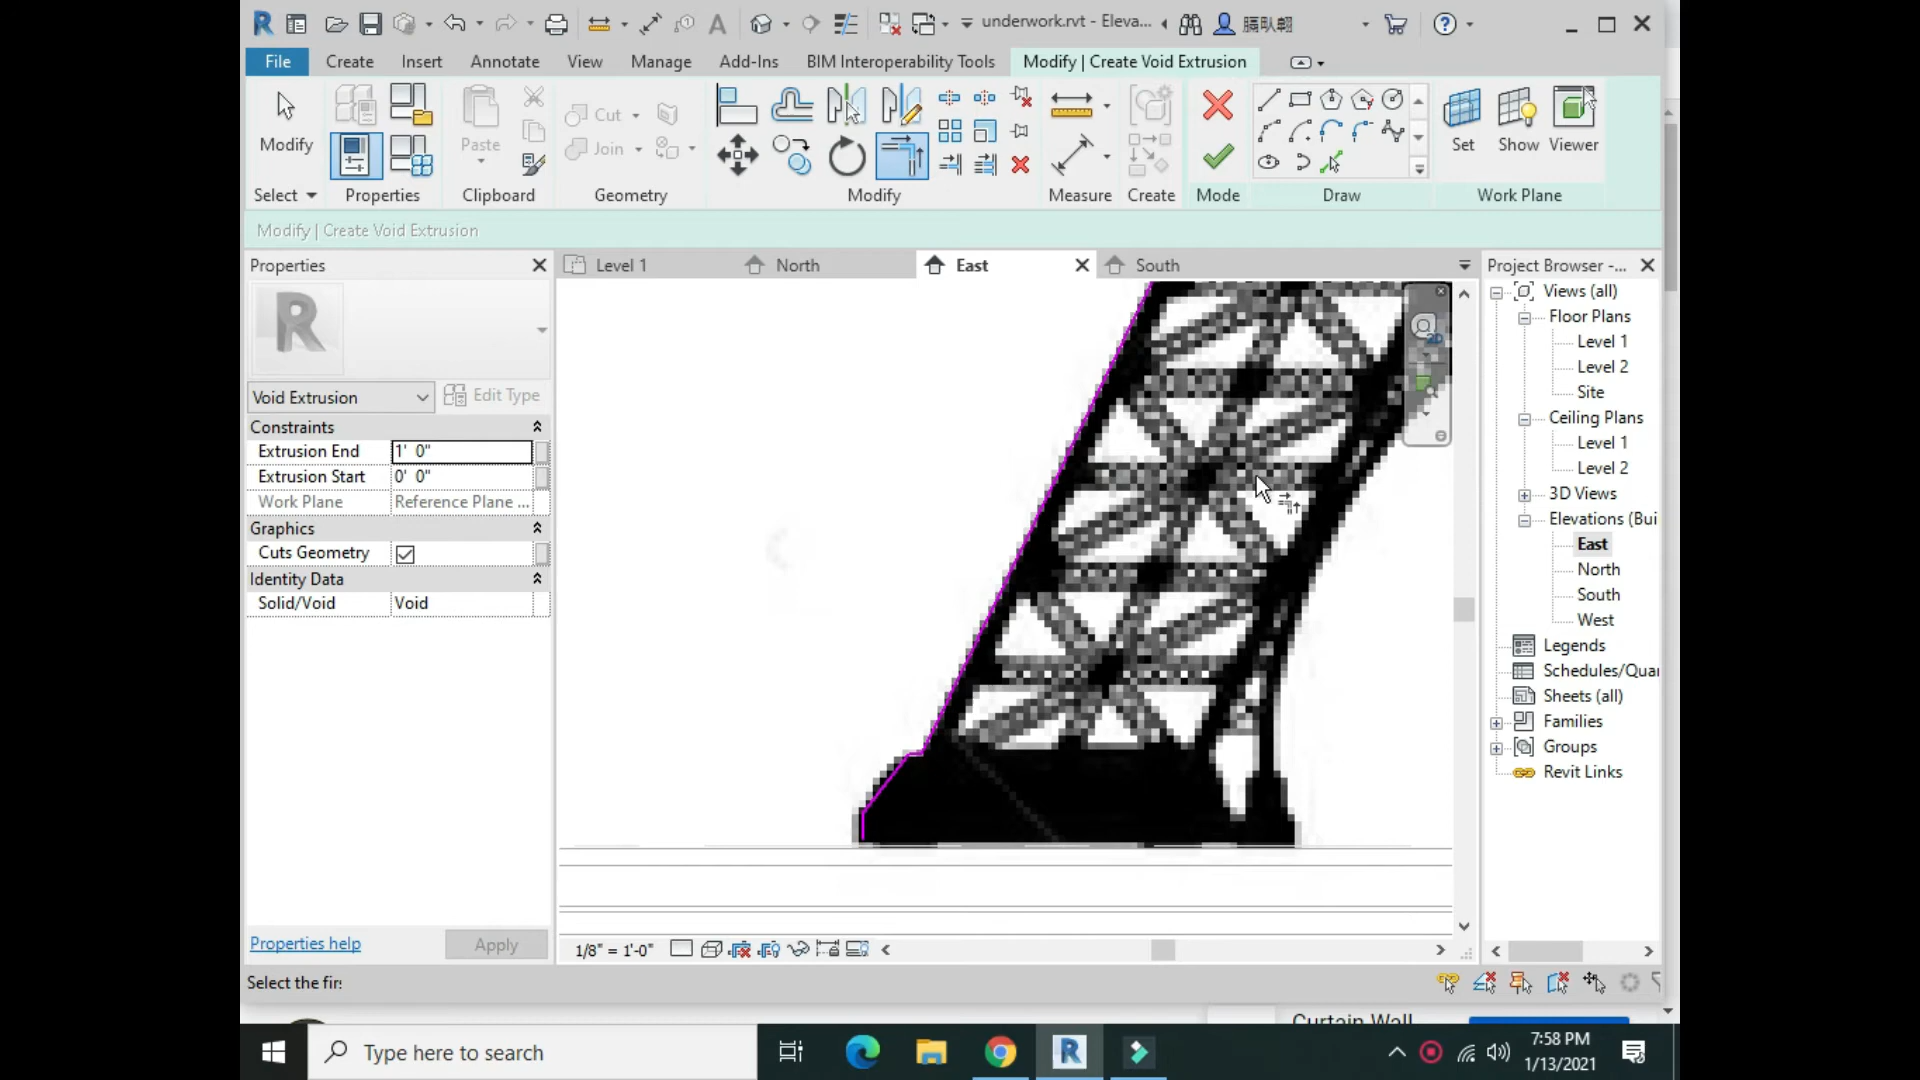 underwork.rvt - Eleva...
File
Create
Insert
Annotate
View
Manage
Add-Ins
BIM Interoperability Tools
Modify | Create Void Extrusion
Modify
Paste
Cut
Join
Set
Show
Viewer
Select
Properties
Clipboard
Geometry
Modify
Measure
Create
Mode
Draw
Work Plane
Modify | Create Void Extrusion
Properties
Level 1
North
East
South
Project Browser -...
Void Extrusion
Edit Type
Constraints
Extrusion End
1' 0"
Extrusion Start
0' 0"
Work Plane
Reference Plane ...
Graphics
Cuts Geometry
Identity Data
Solid/Void
Void
Properties help
Apply
2D
Views (all)
Floor Plans
Level 1
Level 2
Site
Ceiling Plans
Level 1
Level 2
3D Views
Elevations (Bui
East
North
South
West
Legends
Schedules/Quar
Sheets (all)
Families
Groups
Revit Links
1/8" = 1'-0"
Select the firs
Curtain Wall
Type here to search
7:58 PM
1/13/2021